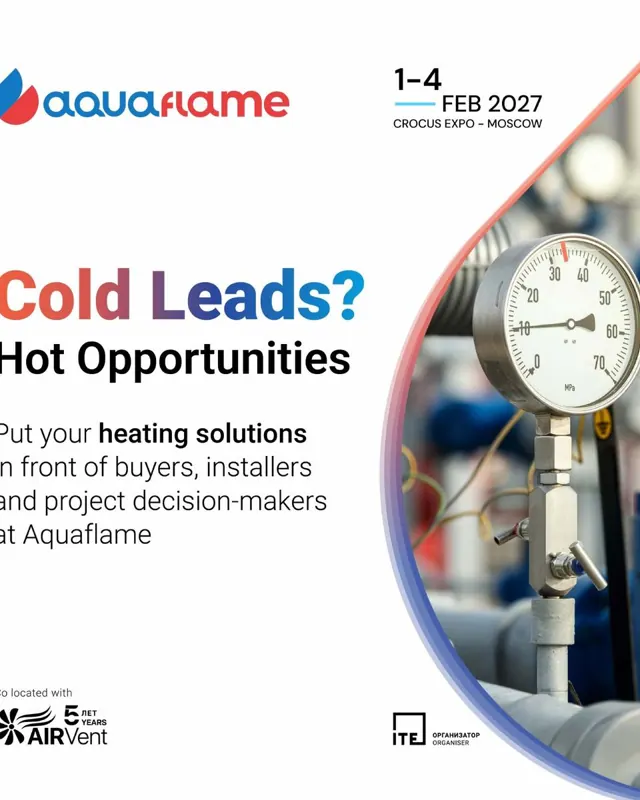 aquaflame
1–4
FEB 2027
CROCUS EXPO – MOSCOW
Cold Leads?
Hot Opportunities
Put your heating solutions
in front of buyers, installers
and project decision-makers
at Aquaflame
30
40
20
50
10
60
0
70
MPa
Co located with
5 ЛЕТ
YEARS
AIRVent
ITE
ОРГАНИЗАТОР
ORGANISER